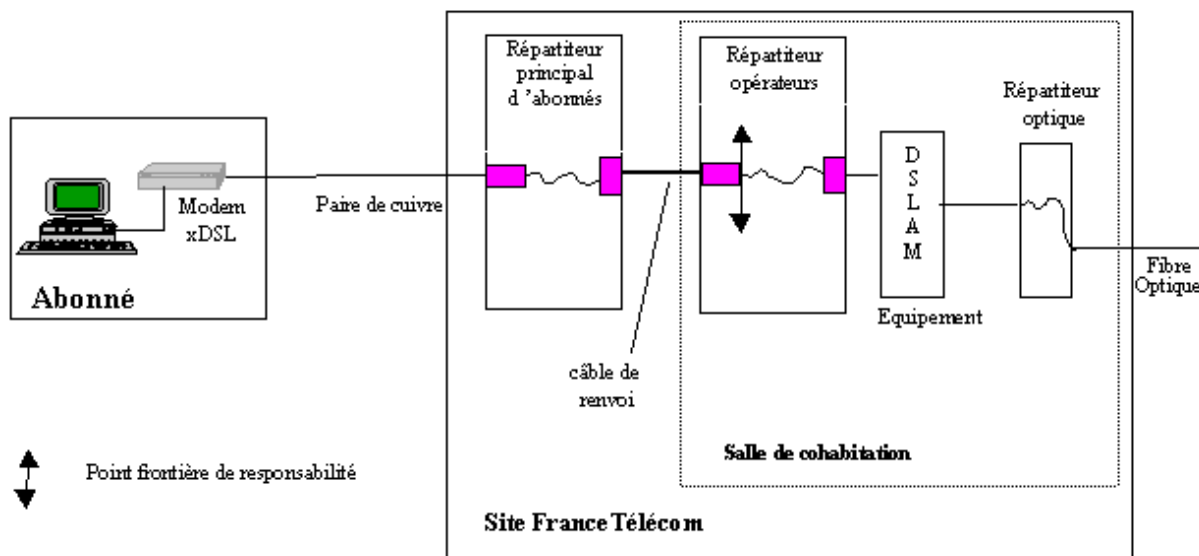 Répartiteur
principal
d 'abonnés
Répartiteur
opérateurs
Répartiteur
optique
D
S
L
A
M
Modem
xDSL
Paire de cuivre
Abonné
Equipement
Fibre
Optique
câble de
renvoi
Salle de cohabitation
Point frontière de responsabilité
Site France Télécom